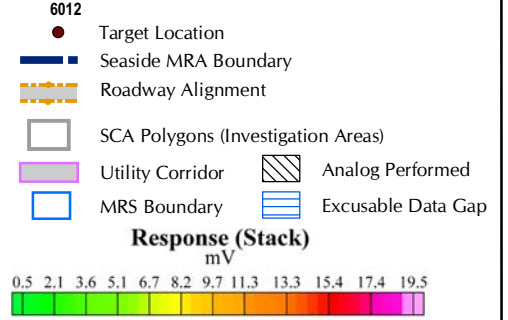 6012
Target Location
Seaside MRA Boundary
Roadway Alignment
SCA Polygons (Investigation Areas)
Utility Corridor
Analog Performed
MRS Boundary
Excusable Data Gap
Response (Stack)
mV
0.5 2.1 3.6 5.1 6.7 8.2 9.7 11.3 13.3 15.4 17.4 19.5